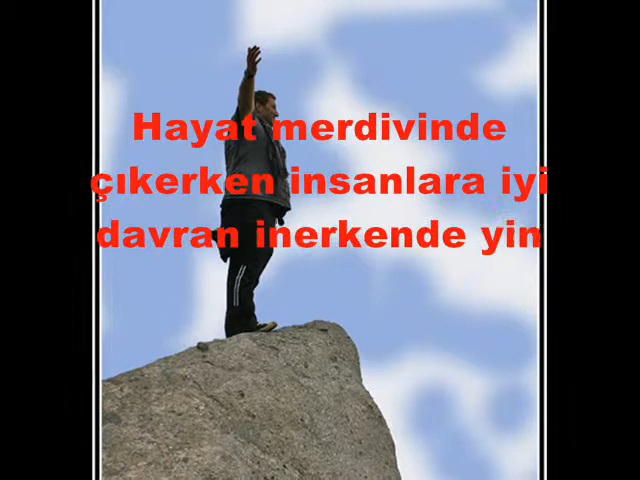 Hayat merdivinde
çıkerken insanlara iyi
davran inerkende yin